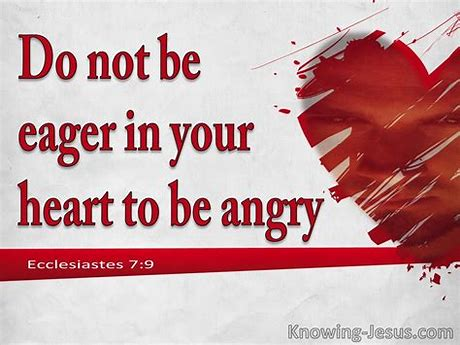 Do not be
eager in your
heart to be angry
Ecclesiastes 7:9
Knowing-Jesus.com